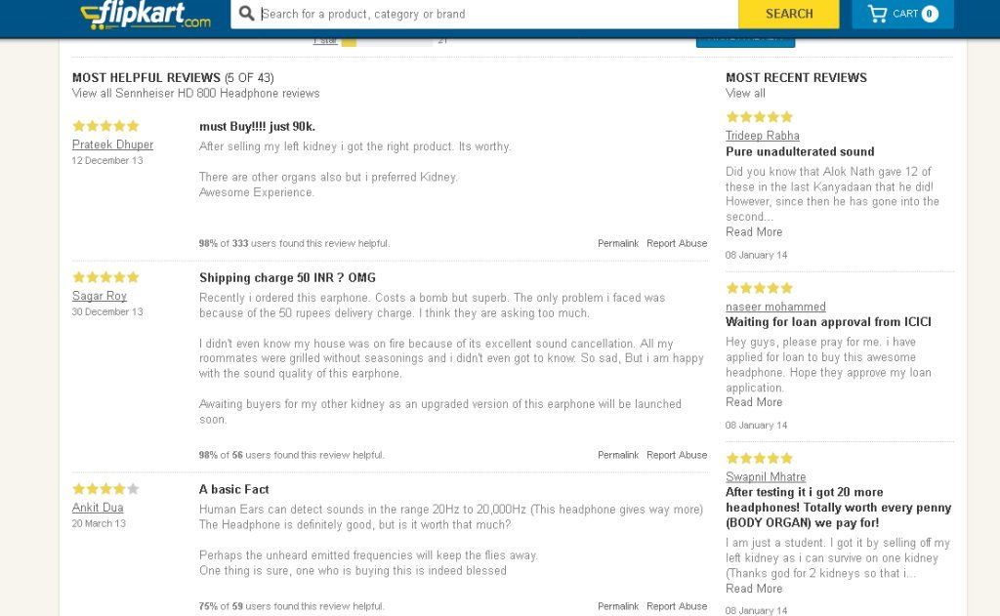 flipkart.com
Search for a product, category or brand
SEARCH
CART 0
1 star
21
MOST HELPFUL REVIEWS (5 OF 43)
View all Sennheiser HD 800 Headphone reviews
Prateek Dhuper
12 December 13
must Buy!!!! just 90k.
After selling my left kidney i got the right product. Its worthy.
There are other organs also but i preferred Kidney.
Awesome Experience.
98% of 333 users found this review helpful.
Permalink Report Abuse
Sagar Roy
30 December 13
Shipping charge 50 INR ? OMG
Recently i ordered this earphone. Costs a bomb but superb. The only problem i faced was
because of the 50 rupees delivery charge. I think they are asking too much.
I didn't even know my house was on fire because of its excellent sound cancellation. All my
roommates were grilled without seasonings and i didn't even got to know. So sad, But i am happy
with the sound quality of this earphone.
Awaiting buyers for my other kidney as an upgraded version of this earphone will be launched
soon.
98% of 56 users found this review helpful.
Permalink Report Abuse
Ankit Dua
20 March 13
A basic Fact
Human Ears can detect sounds in the range 20Hz to 20,000Hz (This headphone gives way more)
The Headphone is definitely good, but is it worth that much?
Perhaps the unheard emitted frequencies will keep the flies away.
One thing is sure, one who is buying this is indeed blessed
75% of 59 users found this review helpful.
Permalink Report Abuse
MOST RECENT REVIEWS
View all
Trideep Rabha
Pure unadulterated sound
Did you know that Alok Nath gave 12 of
these in the last Kanyadaan that he did!
However, since then he has gone into the
second...
Read More
08 January 14
naseer mohammed
Waiting for loan approval from ICICI
Hey guys, please pray for me. i have
applied for loan to buy this awesome
headphone. Hope they approve my loan
application.
Read More
08 January 14
Swapnil Mhatre
After testing it i got 20 more
headphones! Totally worth every penny
(BODY ORGAN) we pay for!
I am just a student. I got it by selling off my
left kidney as i can survive on one kidney
(Thanks god for 2 kidneys so that i...
Read More
08 January 14